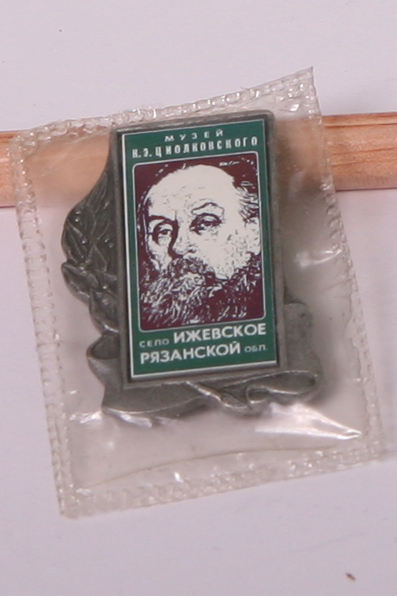 МУЗЕЙ
К.Э.ЦИОЛКОВСКОГО
СЕЛО ИЖЕВСКОЕ
РЯЗАНСКОЙ ОБЛ.